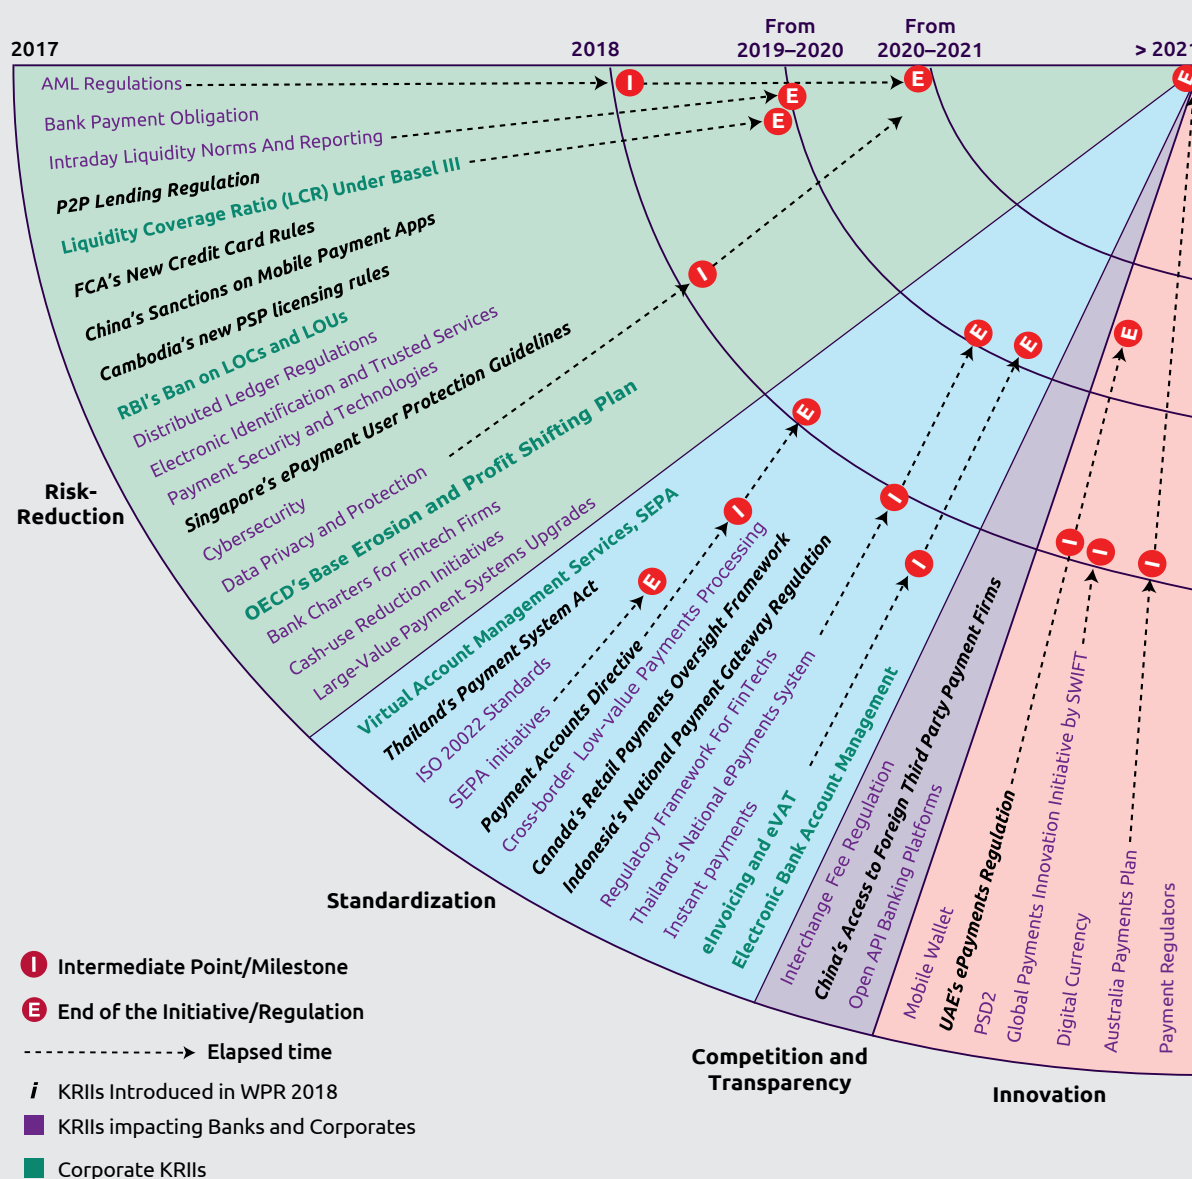 From
From
2017
2018
2019–2020
2020–2021
> 2021
AML Regulations
I
E
E
Bank Payment Obligation
E
Intraday Liquidity Norms And Reporting
P2P Lending Regulation
Liquidity Coverage Ratio (LCR) Under Basel III
E
FCA's New Credit Card Rules
China's Sanctions on Mobile Payment Apps
Cambodia's new PSP licensing rules
RBI's Ban on LOCs and LOUs
Distributed Ledger Regulations
Electronic Identification and Trusted Services
Payment Security and Technologies
Singapore's ePayment User Protection Guidelines
Cybersecurity
Data Privacy and Protection
I
OECD's Base Erosion and Profit Shifting Plan
Bank Charters for Fintech Firms
Cash-use Reduction Initiatives
Large-Value Payment Systems Upgrades
Risk-
Reduction
Virtual Account Management Services, SEPA
Thailand's Payment System Act
ISO 20022 Standards
SEPA initiatives
E
Payment Accounts Directive
I
E
Cross-border Low-value Payments Processing
Canada's Retail Payments Oversight Framework
Indonesia's National Payment Gateway Regulation
Regulatory Framework For FinTechs
Thailand's National ePayments System
I
E
Instant payments
eInvoicing and eVAT
I
E
Electronic Bank Account Management
Standardization
Interchange Fee Regulation
China's Access to Foreign Third Party Payment Firms
Open API Banking Platforms
Competition and
Transparency
Mobile Wallet
UAE's ePayments Regulation
I
E
PSD2
Global Payments Innovation Initiative by SWIFT
I
Digital Currency
Australia Payments Plan
I
Payment Regulators
Innovation
I Intermediate Point/Milestone
E End of the Initiative/Regulation
Elapsed time
i KRIIs Introduced in WPR 2018
KRIIs impacting Banks and Corporates
Corporate KRIIs